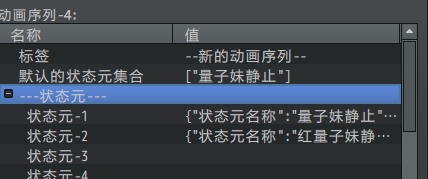 动画序列-4:
名称 值
标签 --新的动画序列--
默认的状态元集合 ["量子妹静止"]
---状态元---
状态元-1 {"状态元名称":"量子妹静止"...
状态元-2 {"状态元名称":"红量子妹静...
状态元-3
状态元-4